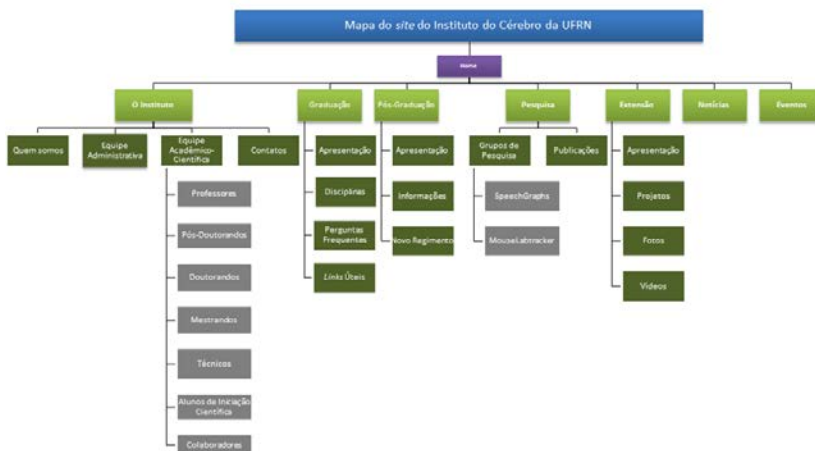 Mapa do site do Instituto do Cérebro da UFRN
Home
O Instituto
Graduação
Pós-Graduação
Pesquisa
Extensão
Notícias
Eventos
Quem somos
Equipe
Administrativa
Equipe
Acadêmico-
Científica
Contatos
Apresentação
Apresentação
Grupos de
Pesquisa
Publicações
Apresentação
Professores
Disciplinas
Informações
SpeechGraphs
Projetos
Pós-Doutorandos
Perguntas
Frequentes
Novo Regimento
MouseLabtracker
Fotos
Doutorandos
Links Úteis
Vídeos
Mestrandos
Técnicos
Alunos da Iniciação
Científica
Colaboradores